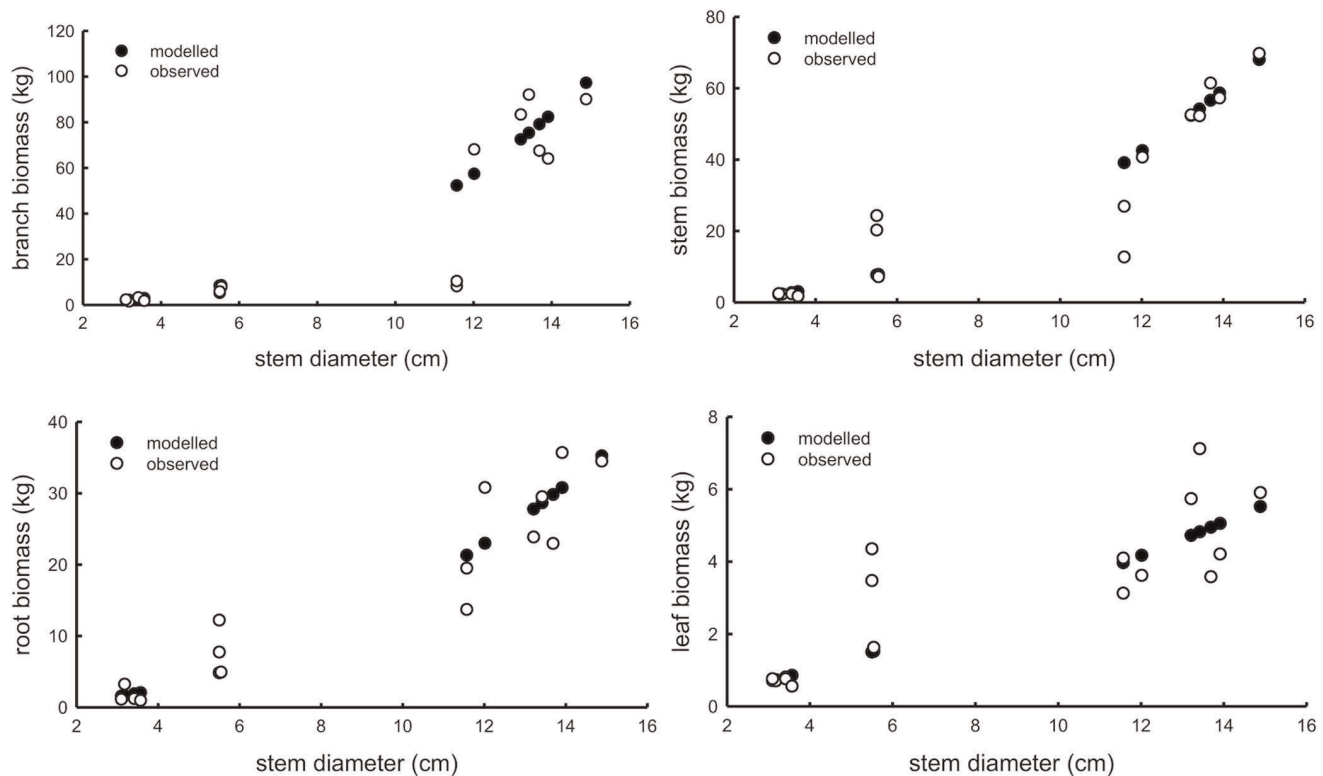 120
100
80
60
40
20
0
modelled
observed
branch biomass (kg)
2 4 6 8 10 12 14 16
stem diameter (cm)
80
60
40
20
0
modelled
observed
stem biomass (kg)
2 4 6 8 10 12 14 16
stem diameter (cm)
40
30
20
10
0
modelled
observed
root biomass (kg)
2 4 6 8 10 12 14 16
stem diameter (cm)
8
6
4
2
0
modelled
observed
leaf biomass (kg)
2 4 6 8 10 12 14 16
stem diameter (cm)